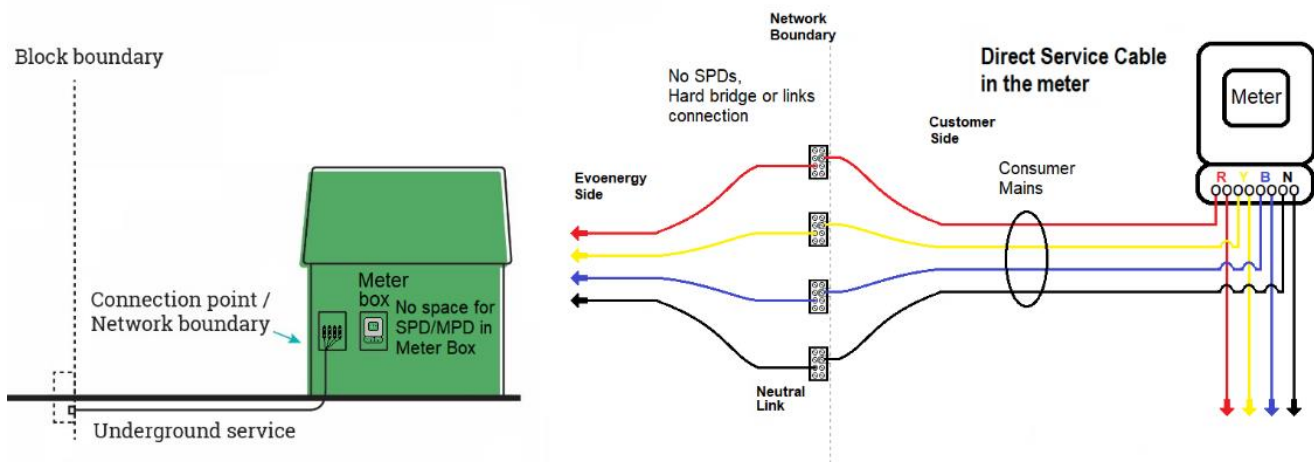 Block boundary
Connection point /
Network boundary
Meter
box
No space for
SPD/MPD in
Meter Box
Underground service
Network
Boundary
No SPDs,
Hard bridge or links
connection
Direct Service Cable
in the meter
Meter
Customer
Side
Evoenergy
Side
Consumer
Mains
R Y B N
Neutral
Link